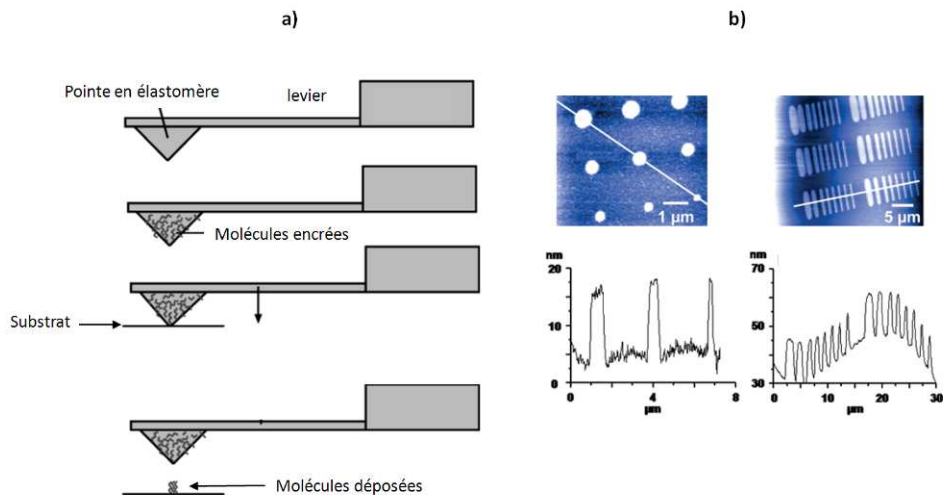 a)
Pointe en élastomère
levier
Molécules encrées
Substrat
Molécules déposées
b)
1 µm
5 µm
nm
20
10
0
0
4
8
µm
nm
70
50
30
0
10
20
30
µm